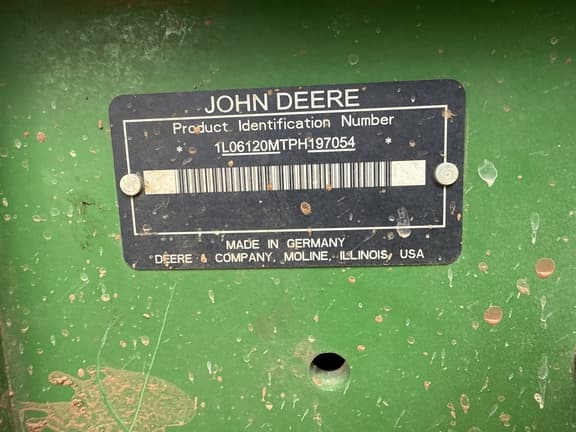 JOHN DEERE
Product Identification Number
* 1L06120MTPH197054 *
MADE IN GERMANY
DEERE & COMPANY, MOLINE, ILLINOIS, USA